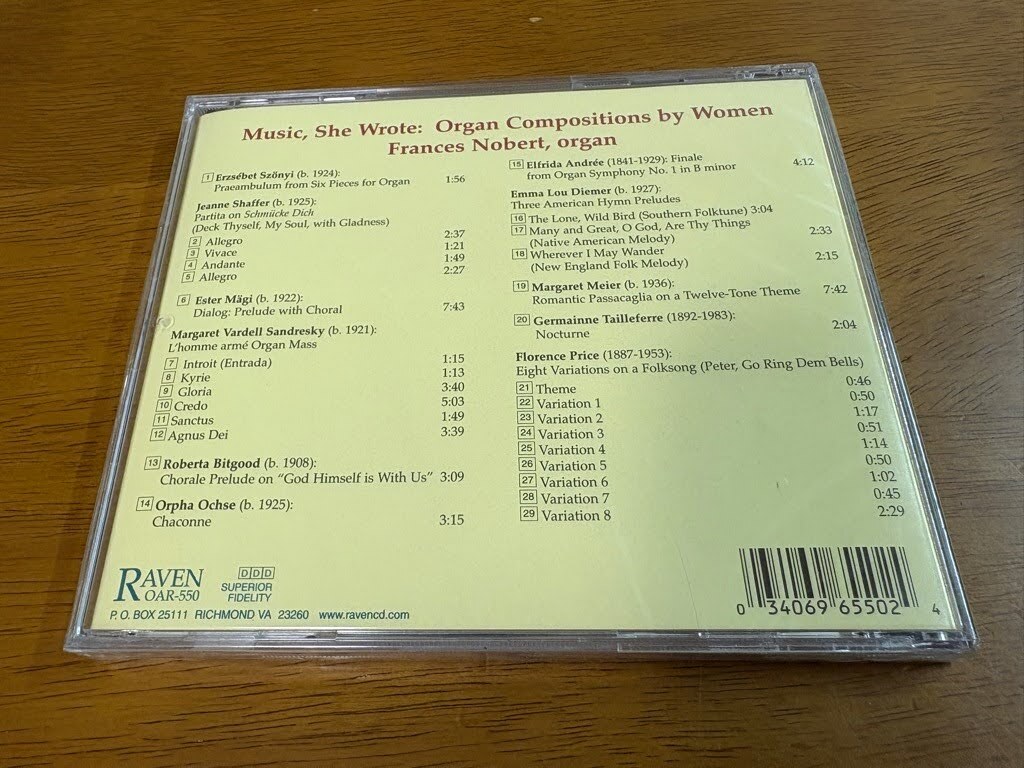 Music, She Wrote: Organ Compositions by Women
Frances Nobert, organ
1 Erzsébet Szönyi (b. 1924):
Praeambulum from Six Pieces for Organ 1:56
Jeanne Shaffer (b. 1925):
Partita on Schmücke Dich
(Deck Thyself, My Soul, with Gladness)
2 Allegro 2:37
3 Vivace 1:21
4 Andante 1:49
5 Allegro 2:27
6 Ester Mägi (b. 1922):
Dialog: Prelude with Choral 7:43
Margaret Vardell Sandresky (b. 1921):
L'homme armé Organ Mass
7 Introit (Entrada) 1:15
8 Kyrie 1:13
9 Gloria 3:40
10 Credo 5:03
11 Sanctus 1:49
12 Agnus Dei 3:39
13 Roberta Bitgood (b. 1908):
Chorale Prelude on "God Himself is With Us" 3:09
14 Orpha Ochse (b. 1925):
Chaconne 3:15
15 Elfrida Andrée (1841-1929): Finale
from Organ Symphony No. 1 in B minor 4:12
Emma Lou Diemer (b. 1927):
Three American Hymn Preludes
16 The Lone, Wild Bird (Southern Folktune) 3:04
17 Many and Great, O God, Are Thy Things
(Native American Melody) 2:33
18 Wherever I May Wander
(New England Folk Melody) 2:15
19 Margaret Meier (b. 1936):
Romantic Passacaglia on a Twelve-Tone Theme 7:42
20 Germainne Tailleferre (1892-1983):
Nocturne 2:04
Florence Price (1887-1953):
Eight Variations on a Folksong (Peter, Go Ring Dem Bells)
21 Theme 0:46
22 Variation 1 0:50
23 Variation 2 1:17
24 Variation 3 0:51
25 Variation 4 1:14
26 Variation 5 0:50
27 Variation 6 1:02
28 Variation 7 0:45
29 Variation 8 2:29
RAVEN
OAR-550
DDD
SUPERIOR
FIDELITY
P. O. BOX 25111 RICHMOND VA 23260 www.ravencd.com
0 34069 65502 4